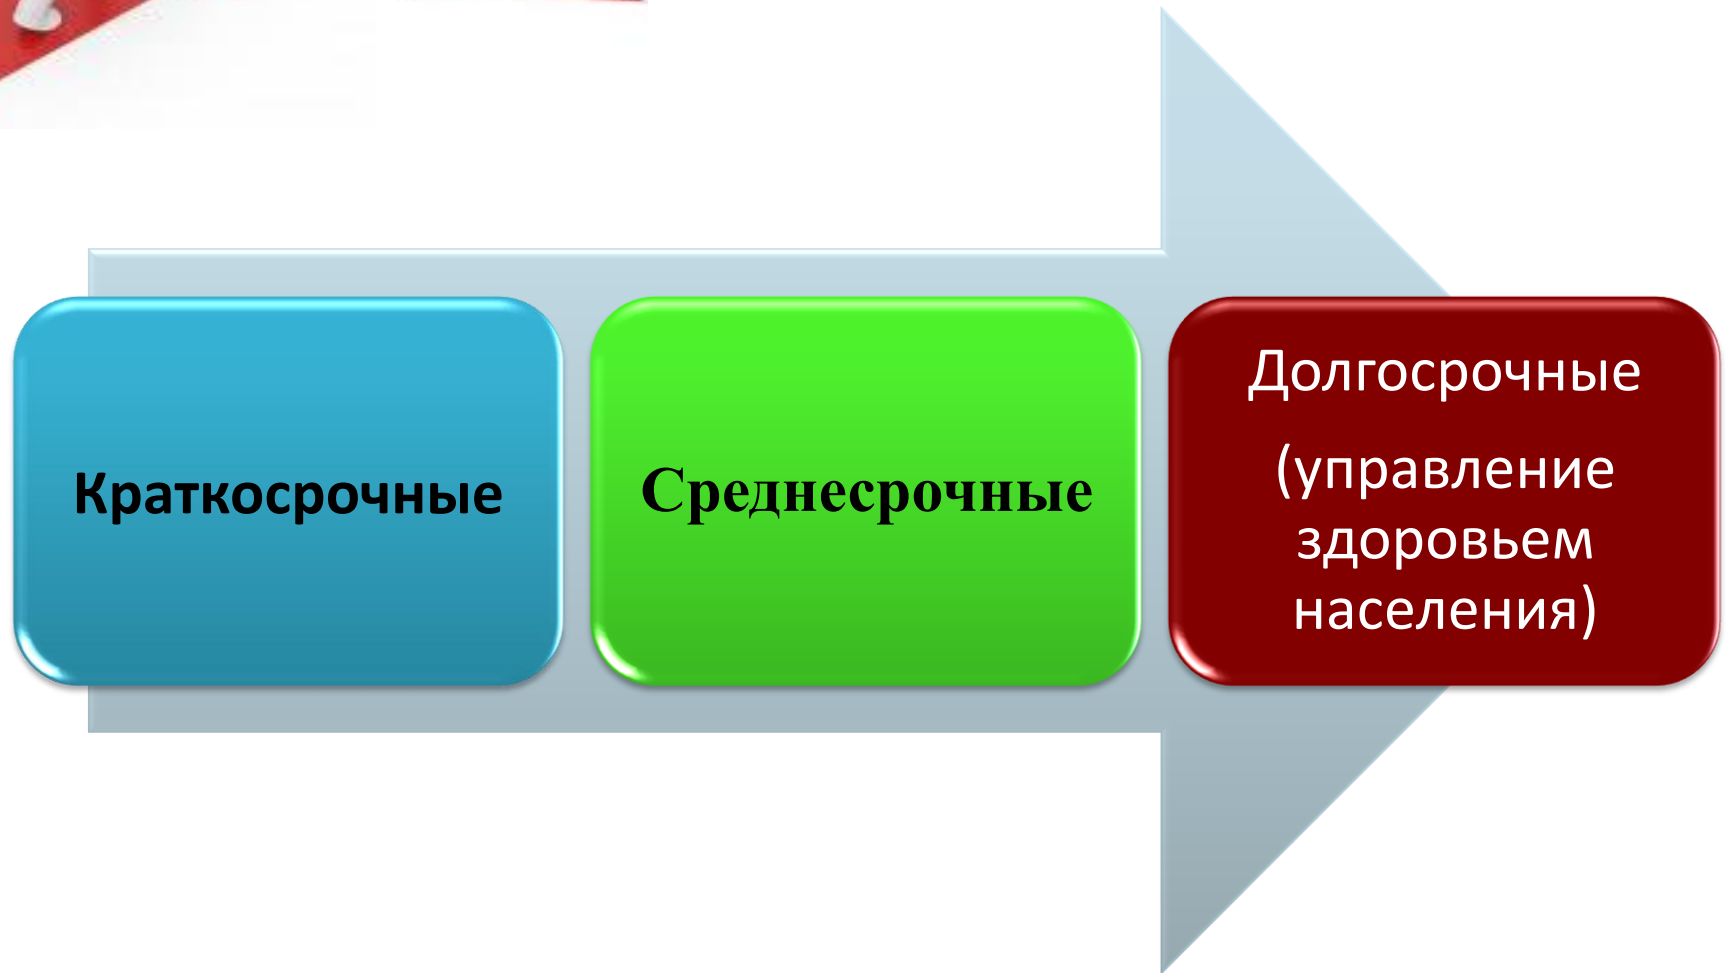 Краткосрочные
Среднесрочные
Долгосрочные
(управление
здоровьем
населения)